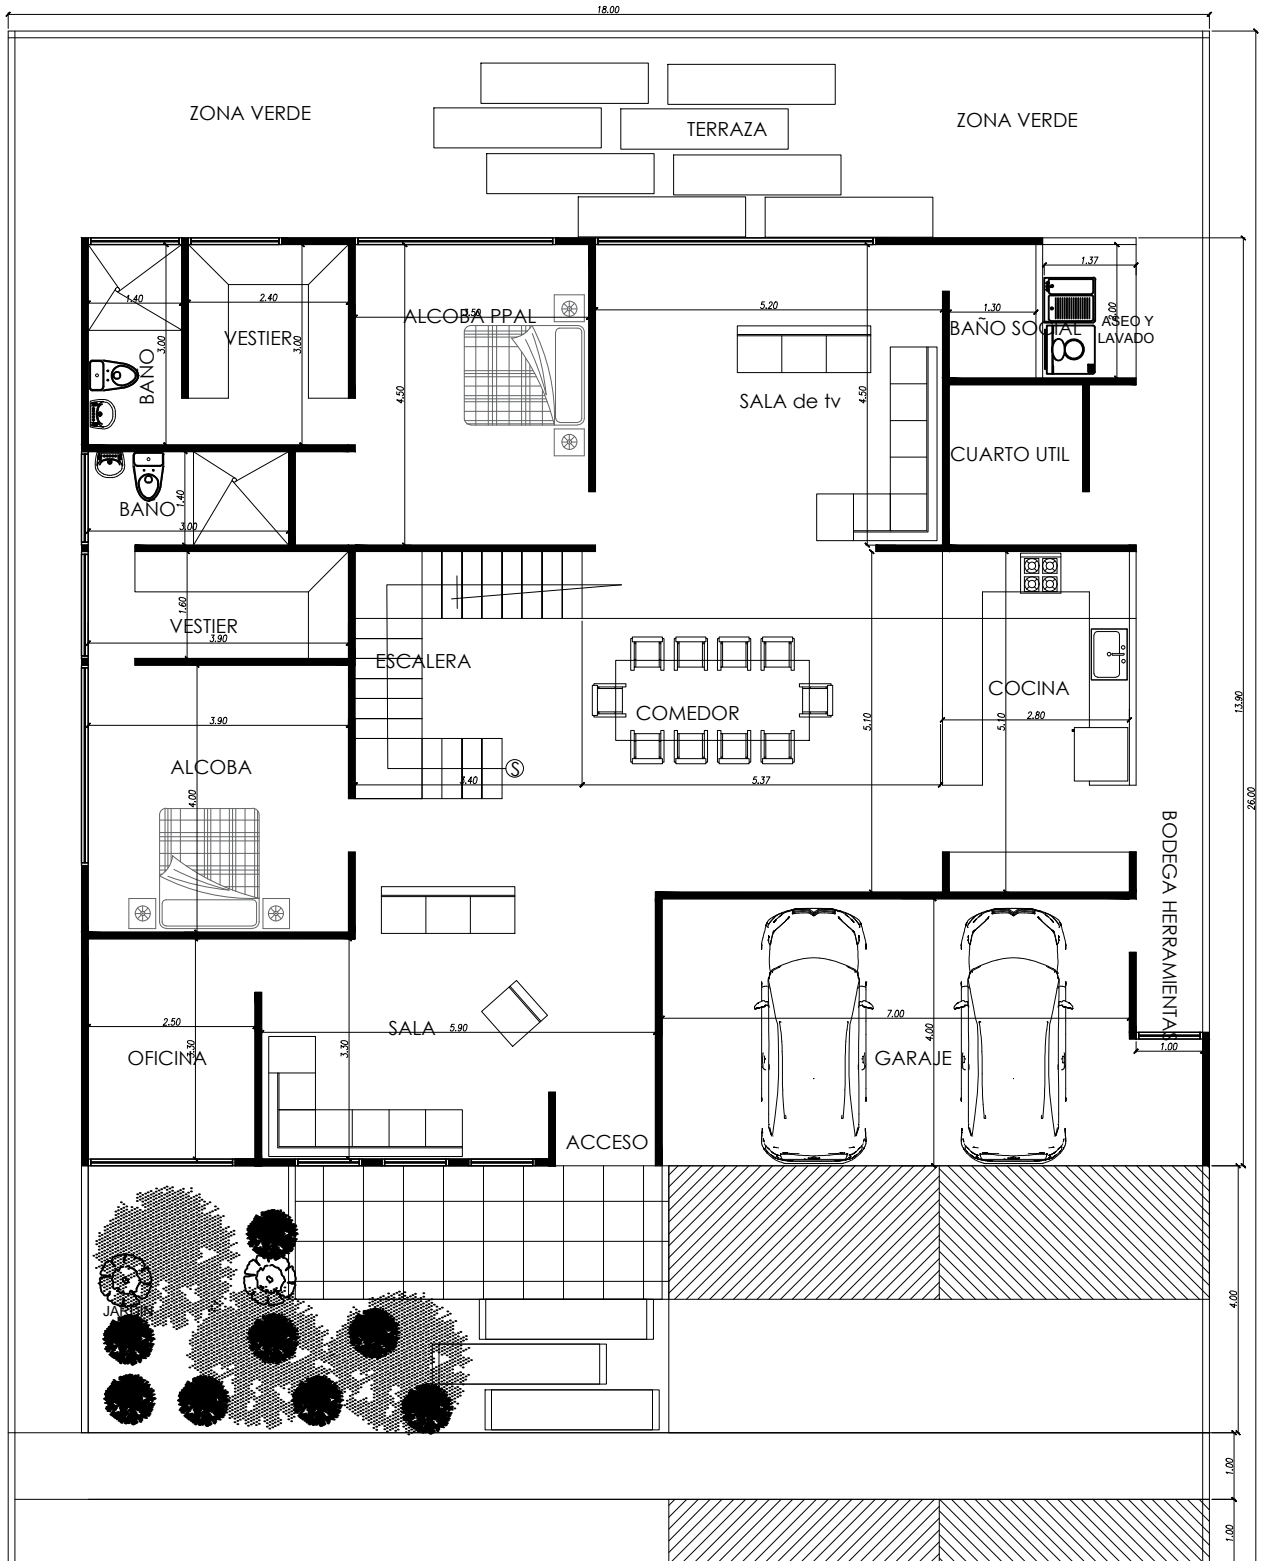 18.00
ZONA VERDE
TERRAZA
ZONA VERDE
1.37
1.40
2.40
3.50
5.20
1.30
2.00
ALCOBA PPAL
VESTIER
3.00
3.00
BAÑO
BAÑO SOCIAL
ASEO Y
LAVADO
4.50
SALA de tv
4.50
CUARTO UTIL
BAÑO
1.40
3.00
1.60
VESTIER
3.90
ESCALERA
COMEDOR
COCINA
5.10
5.10
2.80
13.90
3.90
ALCOBA
4.00
S
3.40
5.37
26.00
BODEGA HERRAMIENTAS
2.50
SALA
5.90
7.00
4.00
OFICINA
3.30
3.30
GARAJE
1.00
ACCESO
JARDIN
4.00
1.00
1.00